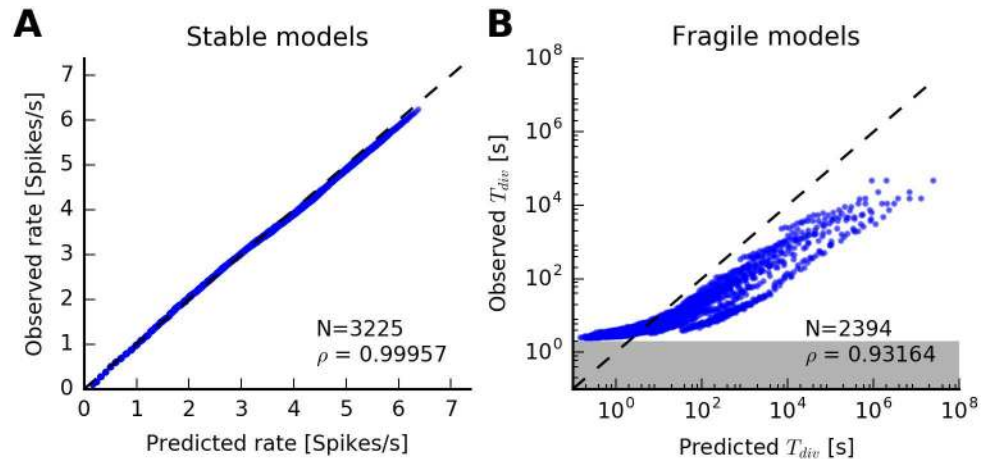 A
Stable models
Observed rate [Spikes/s]
7
6
5
4
3
2
1
0
N=3225
ρ = 0.99957
0 1 2 3 4 5 6 7
Predicted rate [Spikes/s]
B
Fragile models
Observed T_div [s]
10^8
10^6
10^4
10^2
10^0
N=2394
ρ = 0.93164
10^0 10^2 10^4 10^6 10^8
Predicted T_div [s]